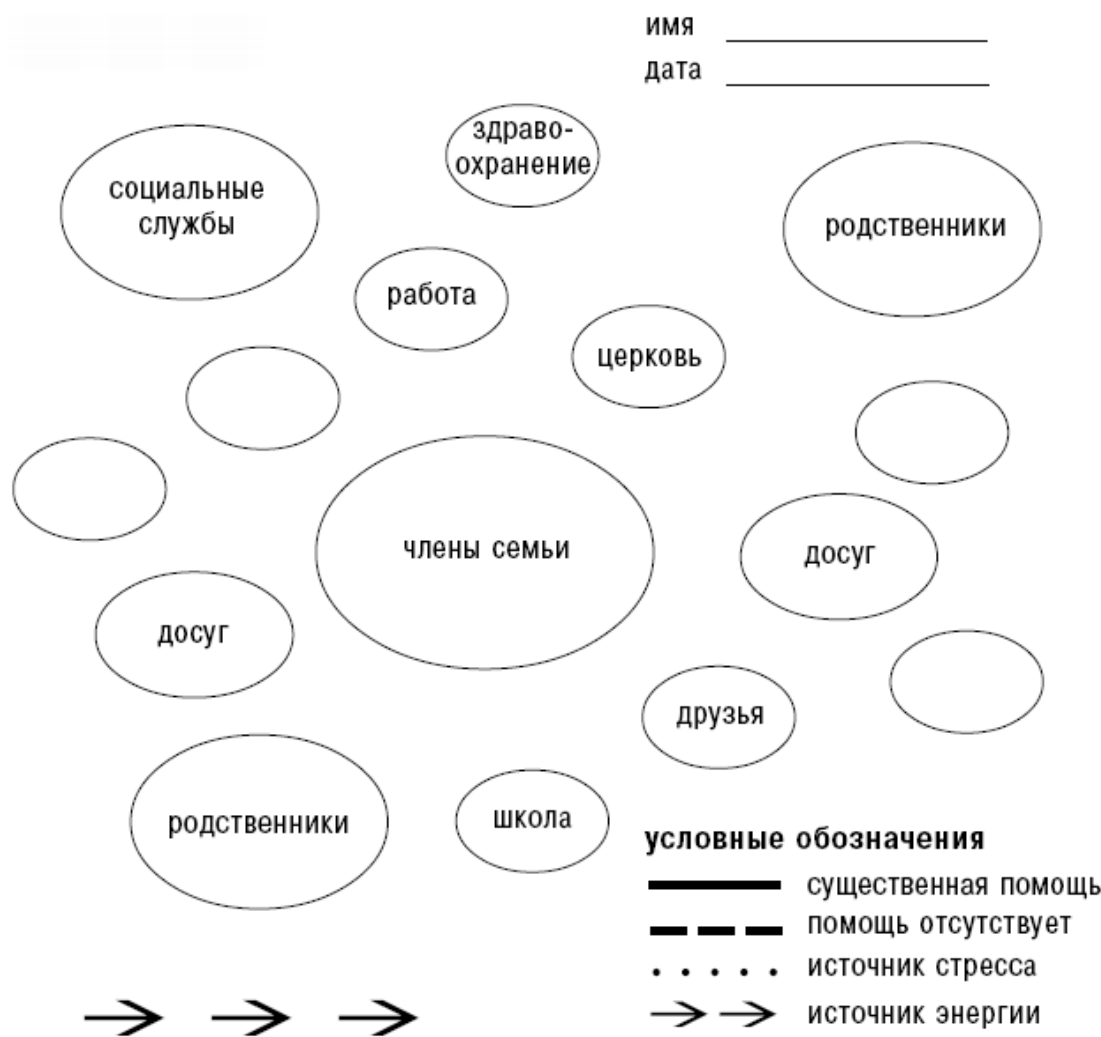 имя
дата
здраво-
охранение
социальные
службы
родственники
работа
церковь
члены семьи
досуг
досуг
друзья
родственники
школа
условные обозначения
существенная помощь
помощь отсутствует
источник стресса
источник энергии